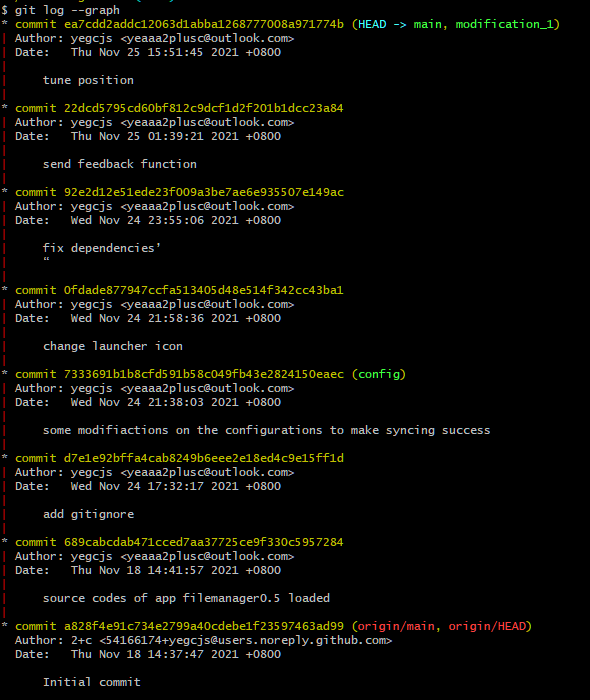 $ git log --graph
* commit ea7cdd2addc12063d1abba1268777008a971774b (HEAD -> main, modification_1)
| Author: yegcjs <yeaaa2plusc@outlook.com>
| Date:   Thu Nov 25 15:51:45 2021 +0800
|
|     tune position
|
* commit 22dcd5795cd60bf812c9dcf1d2f201b1dcc23a84
| Author: yegcjs <yeaaa2plusc@outlook.com>
| Date:   Thu Nov 25 01:39:21 2021 +0800
|
|     send feedback function
|
* commit 92e2d12e51ede23f009a3be7ae6e935507e149ac
| Author: yegcjs <yeaaa2plusc@outlook.com>
| Date:   Wed Nov 24 23:55:06 2021 +0800
|
|     fix dependencies’
|     “
|
* commit 0fdade877947ccfa513405d48e514f342cc43ba1
| Author: yegcjs <yeaaa2plusc@outlook.com>
| Date:   Wed Nov 24 21:58:36 2021 +0800
|
|     change launcher icon
|
* commit 7333691b1b8cfd591b58c049fb43e2824150eaec (config)
| Author: yegcjs <yeaaa2plusc@outlook.com>
| Date:   Wed Nov 24 21:38:03 2021 +0800
|
|     some modifiactions on the configurations to make syncing success
|
* commit d7e1e92bffa4cab8249b6eee2e18ed4c9e15ff1d
| Author: yegcjs <yeaaa2plusc@outlook.com>
| Date:   Wed Nov 24 17:32:17 2021 +0800
|
|     add gitignore
|
* commit 689cabcdab471cced7aa37725ce9f330c5957284
| Author: yegcjs <yeaaa2plusc@outlook.com>
| Date:   Thu Nov 18 14:41:57 2021 +0800
|
|     source codes of app filemanager0.5 loaded
|
* commit a828f4e91c734e2799a40cdebe1f23597463ad99 (origin/main, origin/HEAD)
  Author: 2+c <54166174+yegcjs@users.noreply.github.com>
  Date:   Thu Nov 18 14:37:47 2021 +0800

      Initial commit